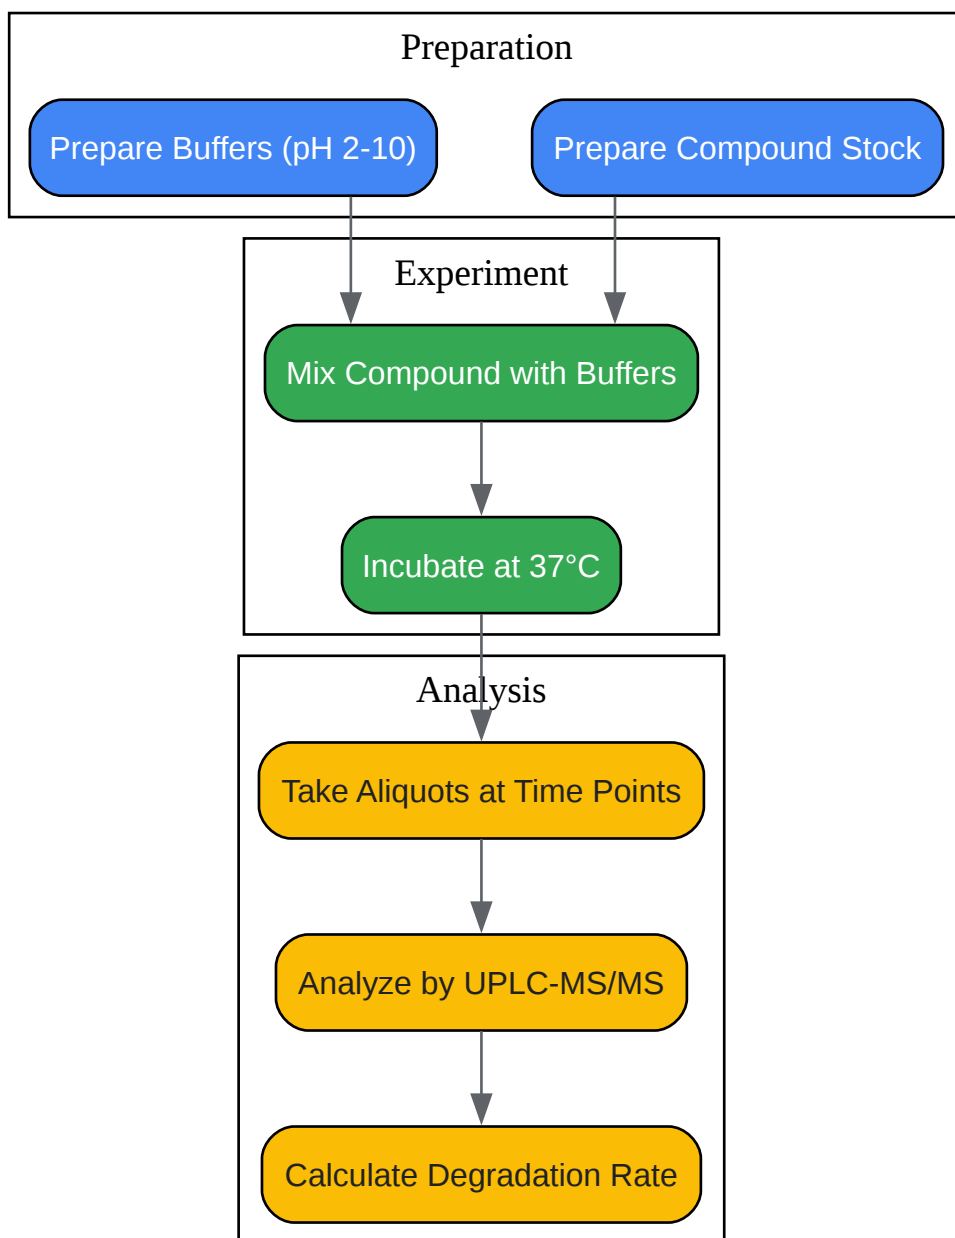 Preparation
Prepare Buffers (pH 2-10)
Prepare Compound Stock
Experiment
Mix Compound with Buffers
Incubate at 37°C
Analysis
Take Aliquots at Time Points
Analyze by UPLC-MS/MS
Calculate Degradation Rate